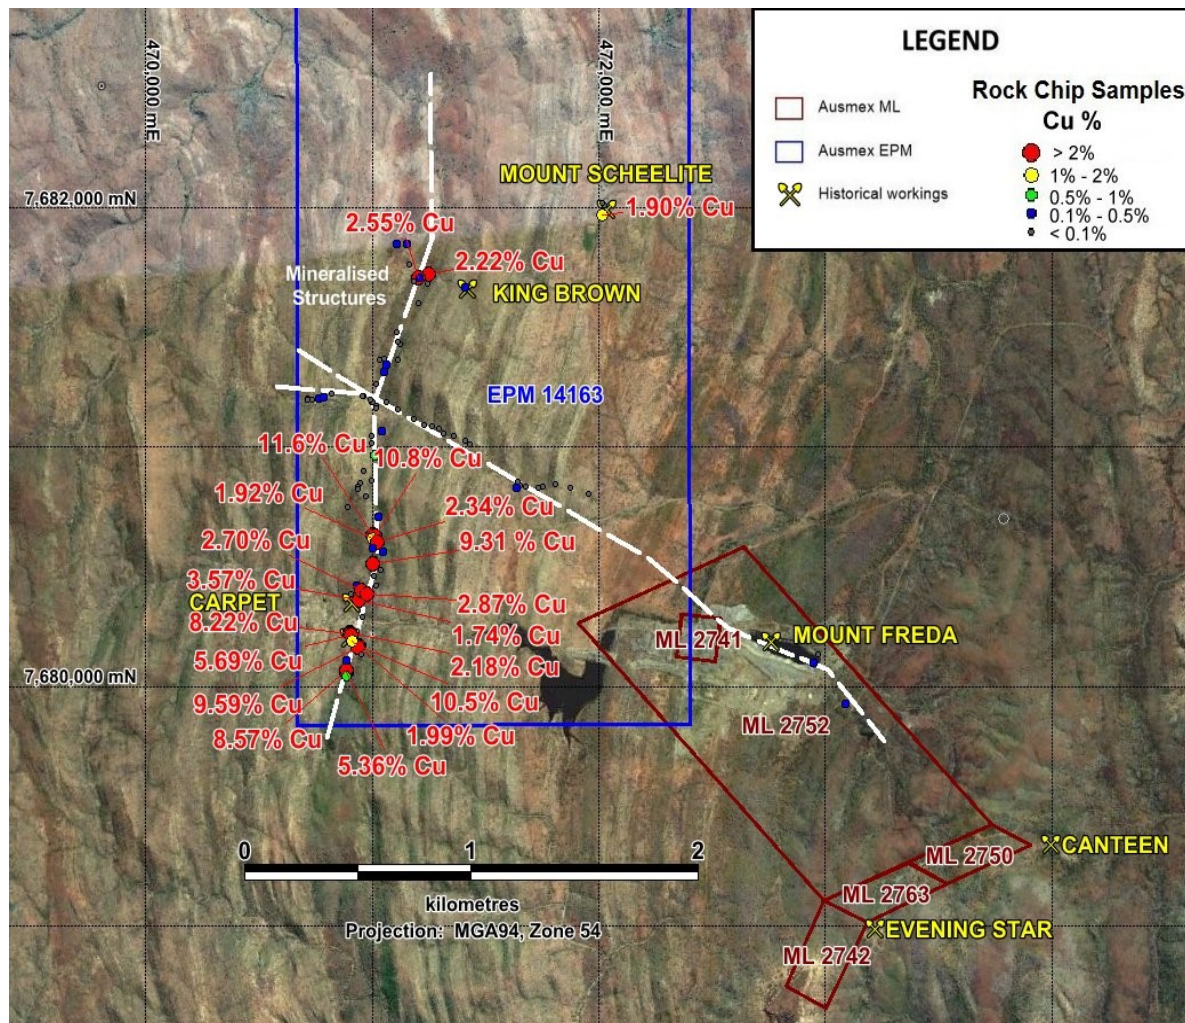 LEGEND
Ausmex ML
Ausmex EPM
Historical workings
Rock Chip Samples
Cu %
> 2%
1% - 2%
0.5% - 1%
0.1% - 0.5%
< 0.1%
470,000 mE
472,000 mE
7,682,000 mN
MOUNT SCHEELITE
1.90% Cu
2.55% Cu
2.22% Cu
Mineralised
Structures
KING BROWN
EPM 14163
11.6% Cu
10.8% Cu
1.92% Cu
2.34% Cu
2.70% Cu
9.31 % Cu
3.57% Cu
CARPET
2.87% Cu
8.22% Cu
1.74% Cu
ML 2741
MOUNT FREDA
5.69% Cu
2.18% Cu
7,680,000 mN
9.59% Cu
10.5% Cu
8.57% Cu
1.99% Cu
ML 2752
5.36% Cu
0 1 2
kilometres
Projection: MGA94, Zone 54
ML 2750
CANTEEN
ML 2763
EVENING STAR
ML 2742